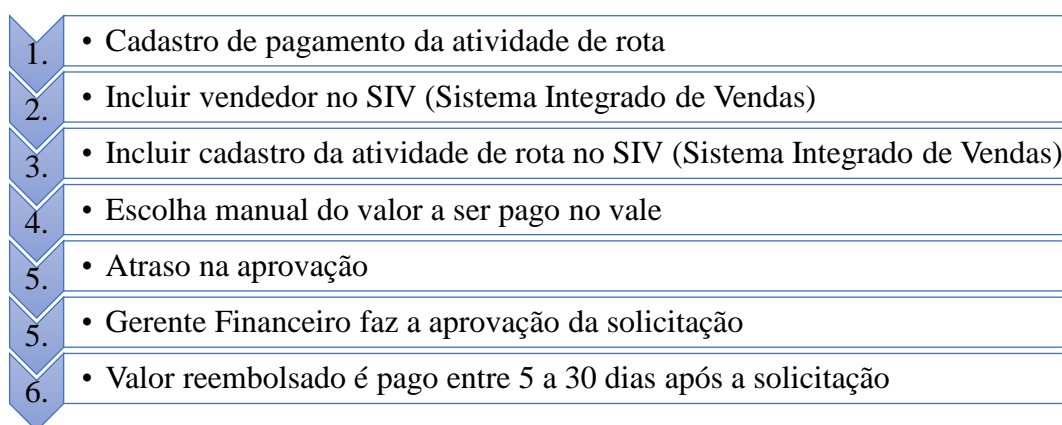 1. • Cadastro de pagamento da atividade de rota
2. • Incluir vendedor no SIV (Sistema Integrado de Vendas)
3. • Incluir cadastro da atividade de rota no SIV (Sistema Integrado de Vendas)
4. • Escolha manual do valor a ser pago no vale
5. • Atraso na aprovação
5. • Gerente Financeiro faz a aprovação da solicitação
6. • Valor reembolsado é pago entre 5 a 30 dias após a solicitação